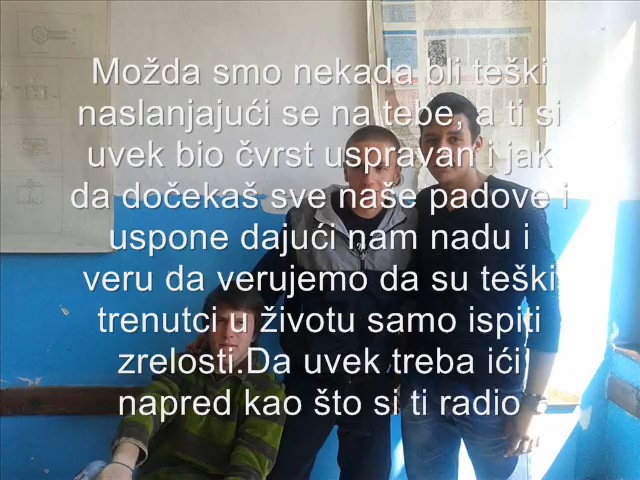 Možda smo nekada bli teški
naslanjajući se na tebe, a ti si
uvek bio čvrst uspravan i jak
da dočekaš sve naše padove i
uspone dajući nam nadu i
veru da verujemo da su teški
trenutci u životu samo ispiti
zrelosti.Da uvek treba ići
napred kao što si ti radio